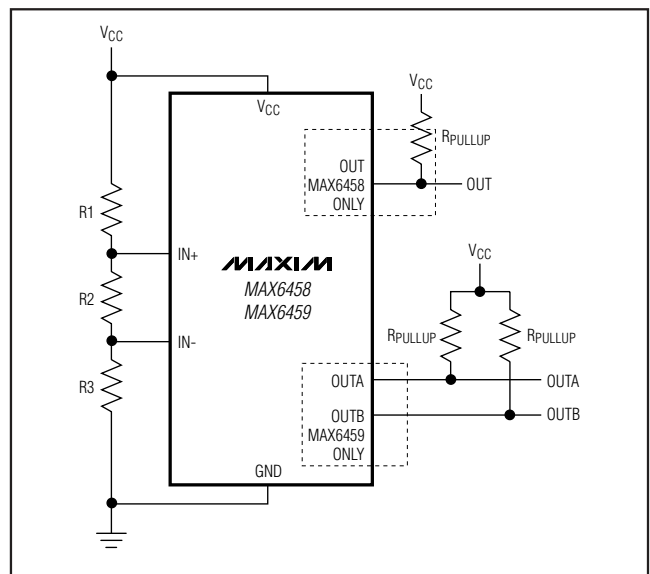 VCC
VCC
VCC
RPULLUP
OUT
MAX6458
ONLY
OUT
R1
IN+
MAXIM
MAX6458
MAX6459
R2
IN-
R3
VCC
RPULLUP
RPULLUP
OUTA
OUTA
OUTB
OUTB
MAX6459
ONLY
GND